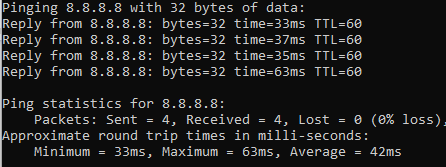 Pinging 8.8.8.8 with 32 bytes of data:
Reply from 8.8.8.8: bytes=32 time=33ms TTL=60
Reply from 8.8.8.8: bytes=32 time=37ms TTL=60
Reply from 8.8.8.8: bytes=32 time=35ms TTL=60
Reply from 8.8.8.8: bytes=32 time=63ms TTL=60
Ping statistics for 8.8.8.8:
Packets: Sent = 4, Received = 4, Lost = 0 (0% loss),
Approximate round trip times in milli-seconds:
Minimum = 33ms, Maximum = 63ms, Average = 42ms